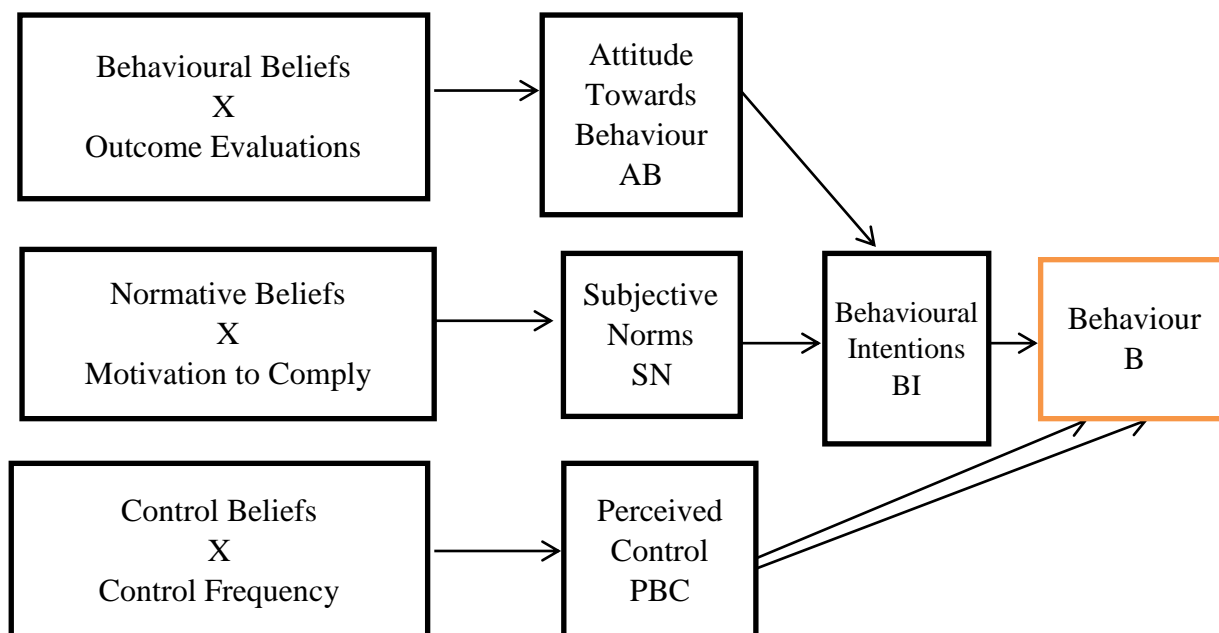 Behavioural Beliefs
X
Outcome Evaluations
Attitude
Towards
Behaviour
AB
Normative Beliefs
X
Motivation to Comply
Subjective
Norms
SN
Behavioural
Intentions
BI
Behaviour
B
Control Beliefs
X
Control Frequency
Perceived
Control
PBC